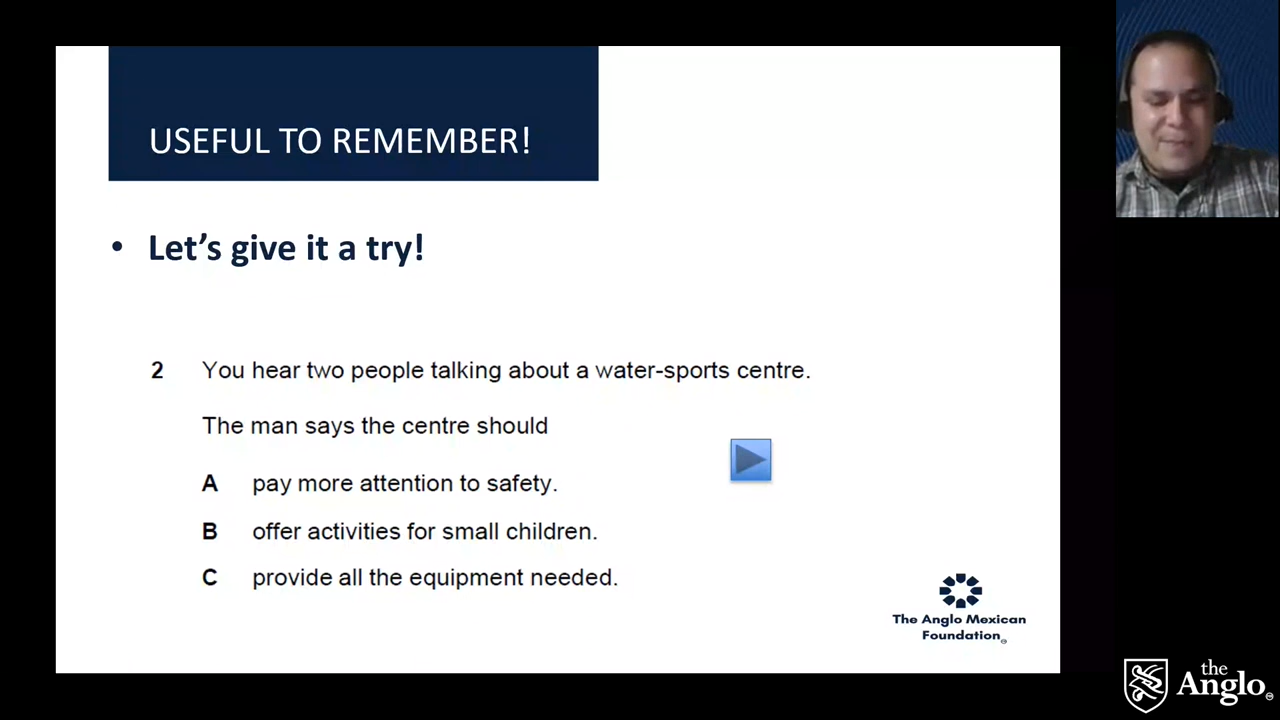 USEFUL TO REMEMBER!
• Let's give it a try!
2 You hear two people talking about a water-sports centre.
The man says the centre should
A pay more attention to safety.
B offer activities for small children.
C provide all the equipment needed.
The Anglo Mexican
Foundation
the
Anglo